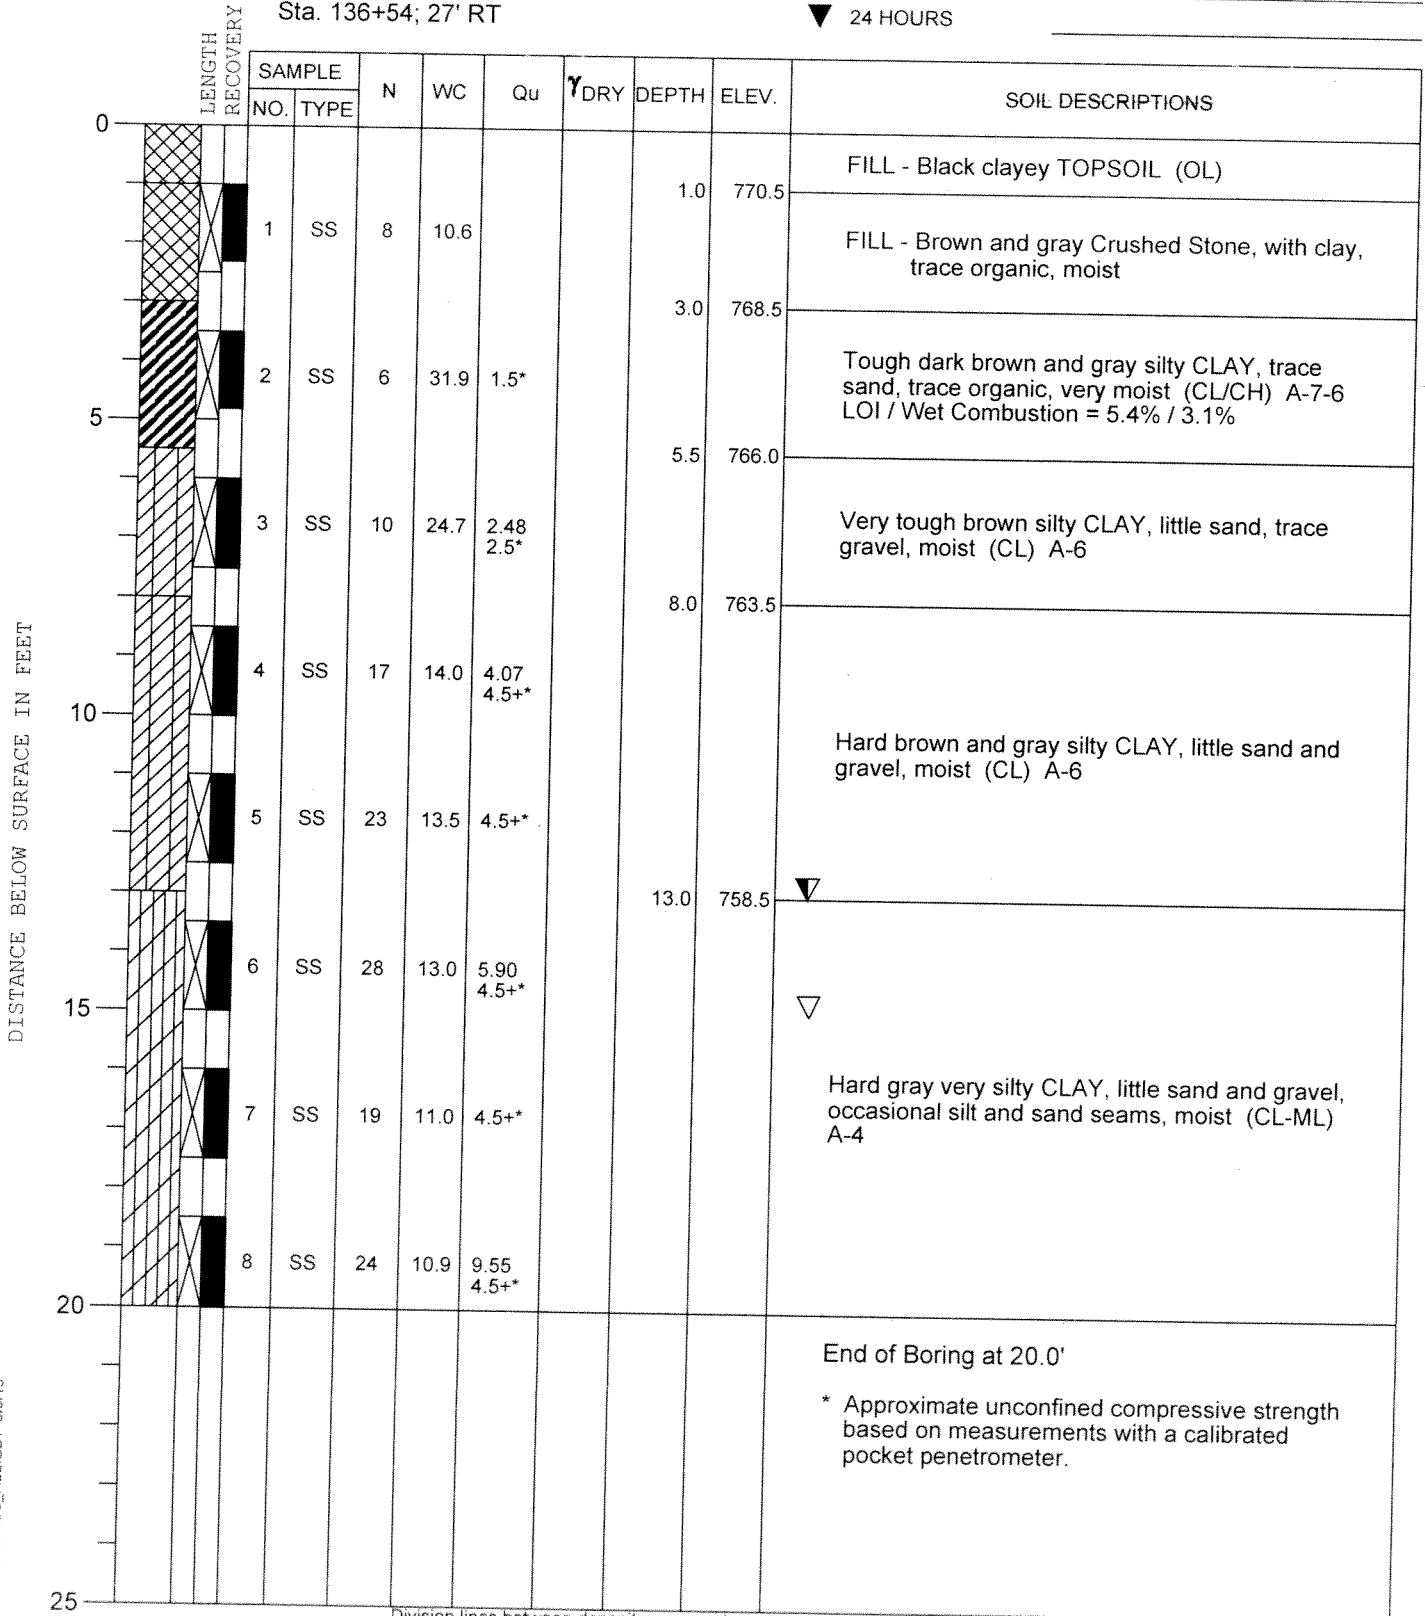 Sta. 136+54; 27' RT
▼ 24 HOURS
LENGTH
RECOVERY
SAMPLE
NO. TYPE N WC Qu γDRY DEPTH ELEV. SOIL DESCRIPTIONS
0
FILL - Black clayey TOPSOIL (OL)
1.0 770.5
1 SS 8 10.6
FILL - Brown and gray Crushed Stone, with clay,
trace organic, moist
3.0 768.5
2 SS 6 31.9 1.5*
Tough dark brown and gray silty CLAY, trace
sand, trace organic, very moist (CL/CH) A-7-6
LOI / Wet Combustion = 5.4% / 3.1%
5
5.5 766.0
3 SS 10 24.7 2.48
2.5*
Very tough brown silty CLAY, little sand, trace
gravel, moist (CL) A-6
8.0 763.5
4 SS 17 14.0 4.07
4.5+*
10
Hard brown and gray silty CLAY, little sand and
gravel, moist (CL) A-6
5 SS 23 13.5 4.5+*
13.0 758.5
6 SS 28 13.0 5.90
4.5+*
15
Hard gray very silty CLAY, little sand and gravel,
occasional silt and sand seams, moist (CL-ML)
A-4
7 SS 19 11.0 4.5+*
8 SS 24 10.9 9.55
4.5+*
20
End of Boring at 20.0'
* Approximate unconfined compressive strength
based on measurements with a calibrated
pocket penetrometer.
25
DISTANCE BELOW SURFACE IN FEET
Division lines between